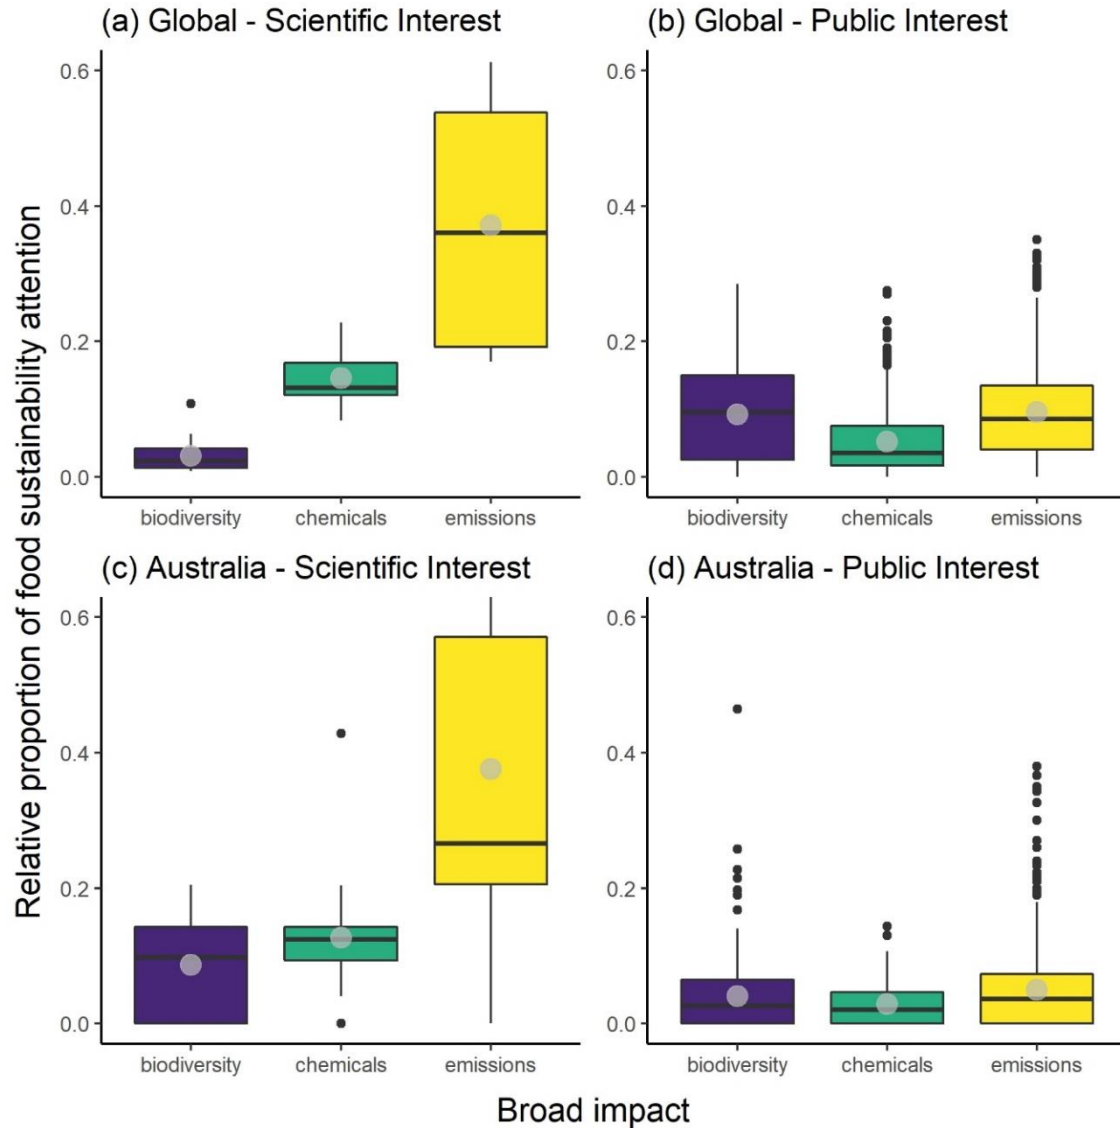 (a) Global - Scientific Interest
(b) Global - Public Interest
Relative proportion of food sustainability attention
0.6
0.4
0.2
0.0
biodiversity chemicals emissions
0.6
0.4
0.2
0.0
biodiversity chemicals emissions
(c) Australia - Scientific Interest
(d) Australia - Public Interest
0.6
0.4
0.2
0.0
biodiversity chemicals emissions
0.6
0.4
0.2
0.0
biodiversity chemicals emissions
Broad impact